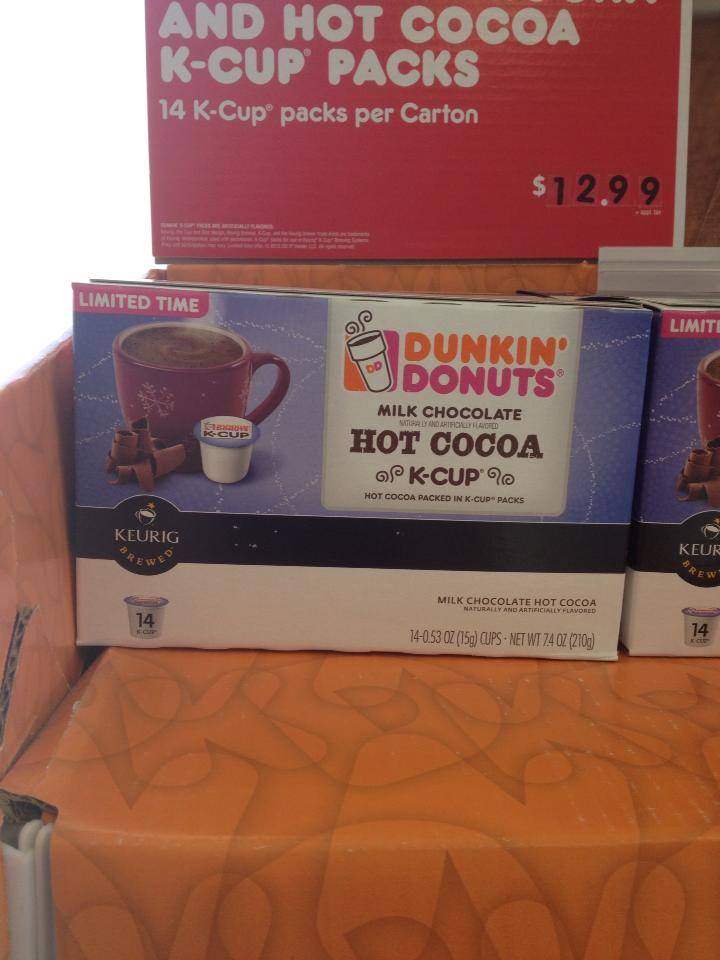 AND HOT COCOA
K-CUP® PACKS
14 K-Cup® packs per Carton
$12.99
+ appl. tax
LIMITED TIME
DUNKIN'
DONUTS®
DD
MILK CHOCOLATE
NATURALLY AND ARTIFICIALLY FLAVORED
HOT COCOA
K-CUP®
HOT COCOA PACKED IN K-CUP® PACKS
K-CUP
KEURIG
BREWED
14
K-CUP
MILK CHOCOLATE HOT COCOA
NATURALLY AND ARTIFICIALLY FLAVORED
14-0.53 OZ (15g) CUPS · NET WT 7.4 OZ (210g)
LIMITE
KEUR
BREW
14
K-CUP